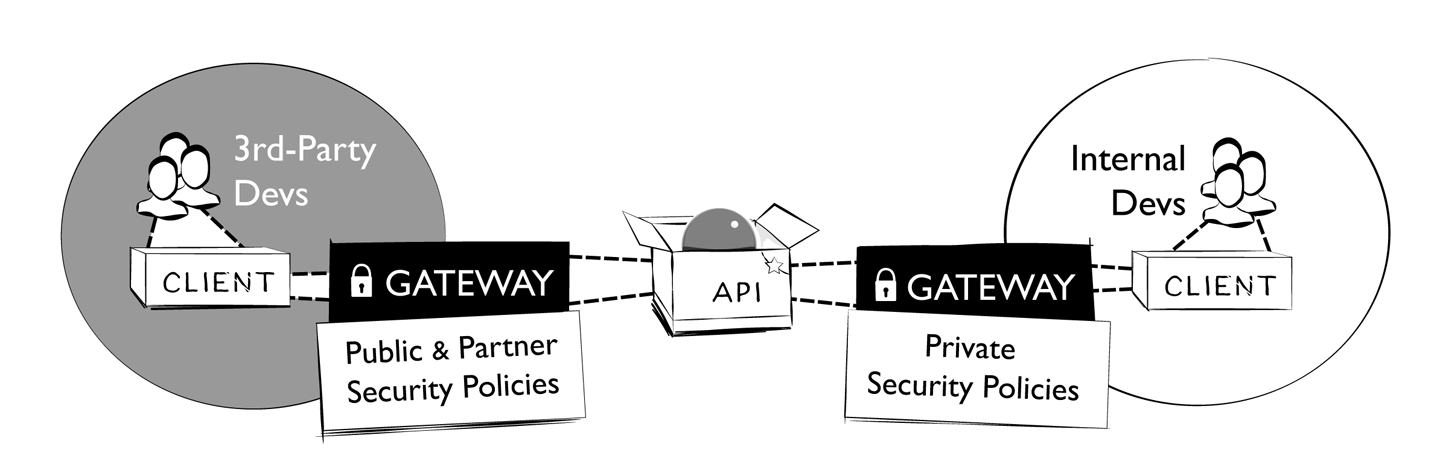 3rd-Party
Devs
CLIENT
GATEWAY
Public & Partner
Security Policies
API
GATEWAY
Private
Security Policies
Internal
Devs
CLIENT